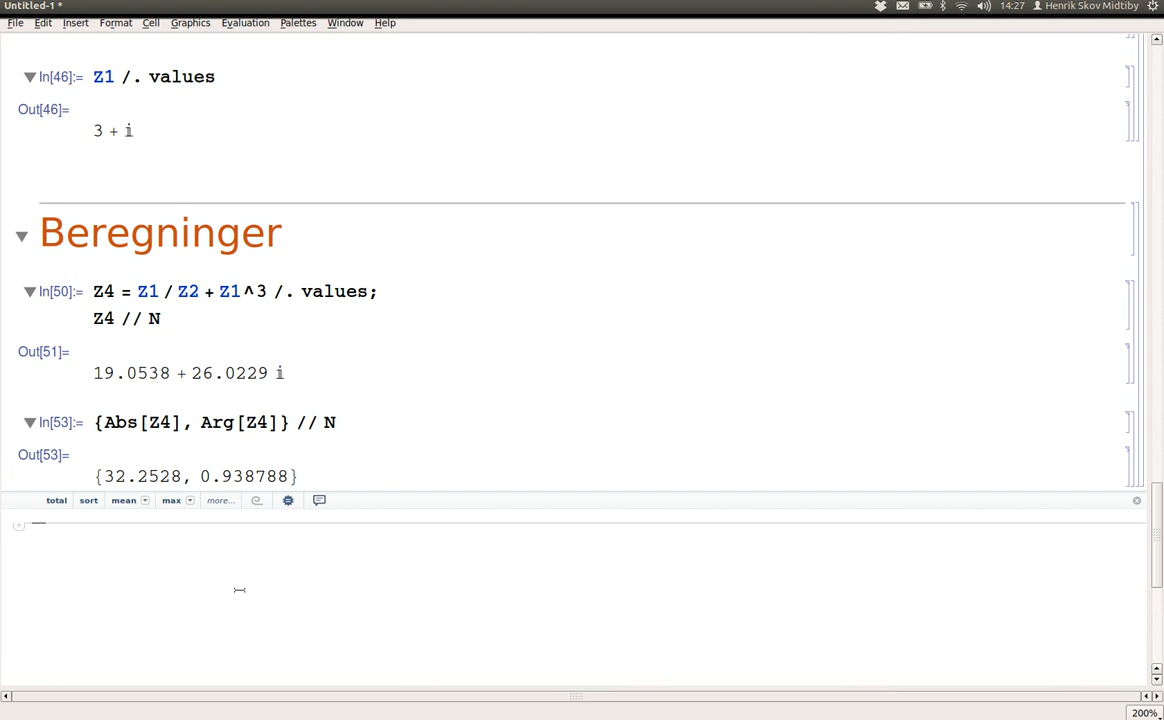 Untitled-1 *
14:27 Henrik Skov Midtiby
File Edit Insert Format Cell Graphics Evaluation Palettes Window Help
In[46]:= Z1 /. values
Out[46]=
3 + i
Beregninger
In[50]:= Z4 = Z1 / Z2 + Z1^3 /. values;
Z4 // N
Out[51]=
19.0538 + 26.0229 i
In[53]:= {Abs[Z4], Arg[Z4]} // N
Out[53]=
{32.2528, 0.938788}
total sort mean max more...
200%